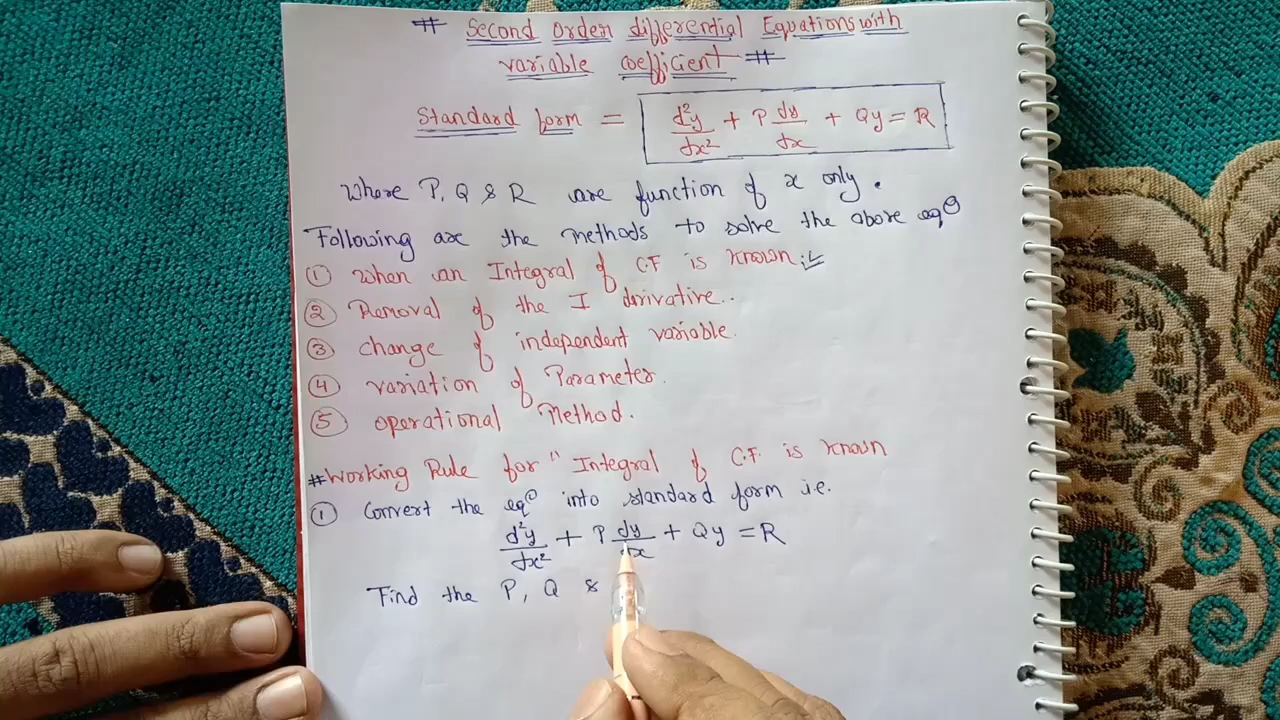 # Second Order differential Equations with
variable coefficient #
Standard form = d²y/dx² + P dy/dx + Qy = R
Where P, Q & R are function of x only.
Following are the methods to solve the above eqⁿ
① When an Integral of C.F is known :-
② Removal of the I derivative..
③ change of independent variable.
④ variation of Parameter.
⑤ operational Method.
# Working Rule for " Integral of C.F. is known
① Convert the eqⁿ into standard form i.e.
d²y/dx² + P dy/dx + Qy = R
Find the P, Q &